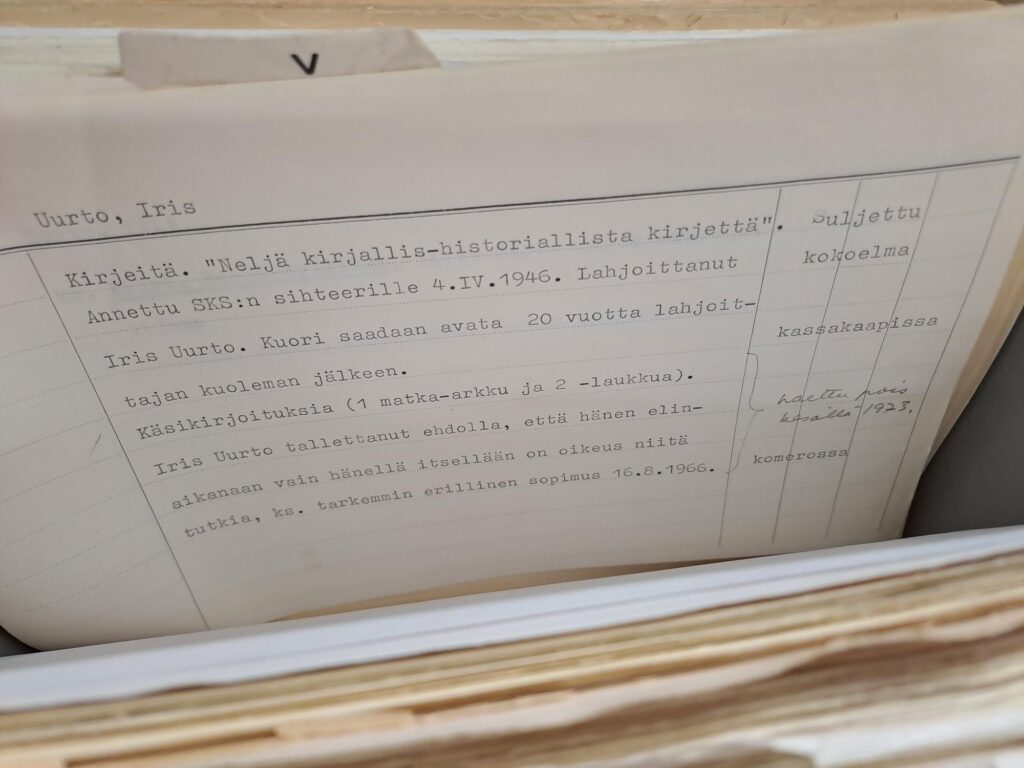 V
Uurto, Iris
Kirjeitä. "Neljä kirjallis-historiallista kirjettä".
Annettu SKS:n sihteerille 4.IV.1946. Lahjoittanut
Iris Uurto. Kuori saadaan avata 20 vuotta lahjoit-
tajan kuoleman jälkeen.
Käsikirjoituksia (1 matka-arkku ja 2 -laukkua).
Iris Uurto tallettanut ehdolla, että hänen elin-
aikanaan vain hänellä itsellään on oikeus niitä
tutkia, ks. tarkemmin erillinen sopimus 16.8.1966.
Suljettu
kokoelma
kassakaapissa
haettu pois
kesällä
komerossa